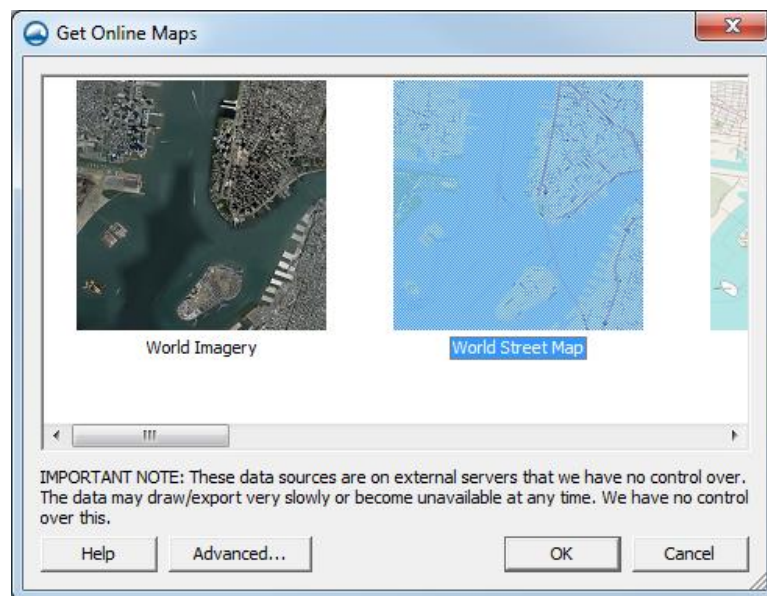 Get Online Maps
World Imagery
World Street Map
IMPORTANT NOTE: These data sources are on external servers that we have no control over.
The data may draw/export very slowly or become unavailable at any time. We have no control
over this.
Help
Advanced...
OK
Cancel